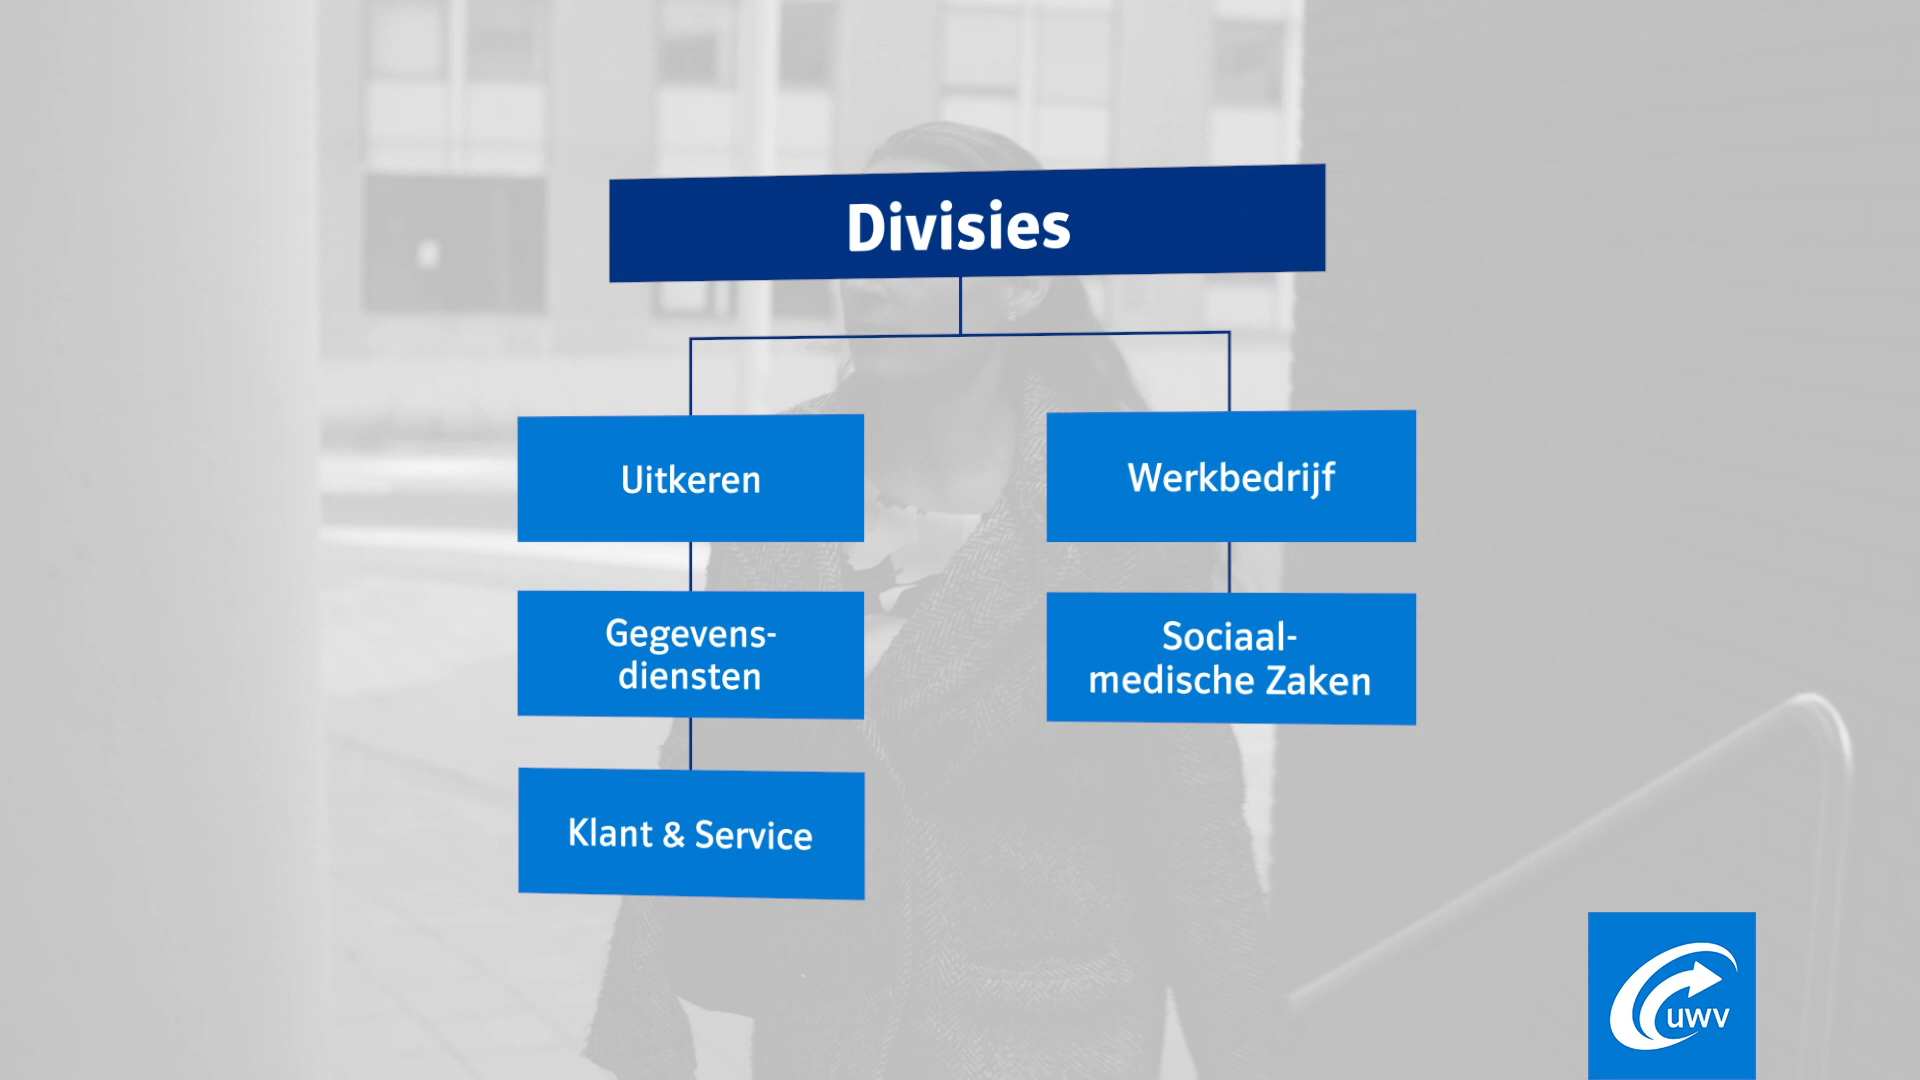 Divisies
Uitkeren
Werkbedrijf
Gegevens-
diensten
Sociaal-
medische Zaken
Klant & Service
uwv